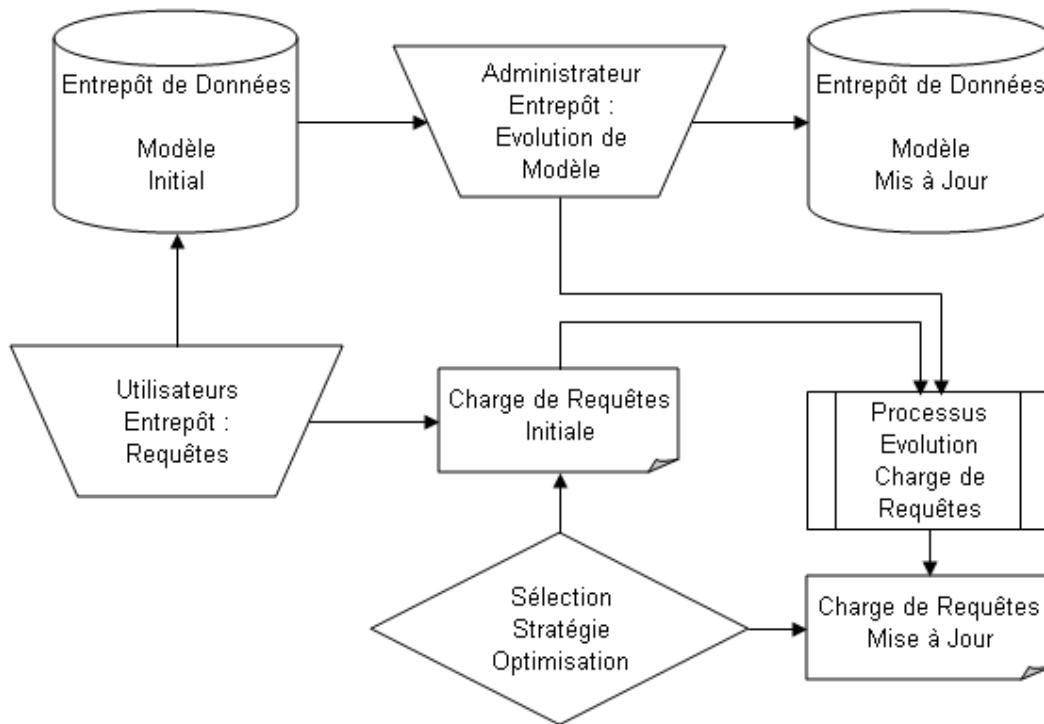 Entrepôt de Données
Modèle
Initial
Administrateur
Entrepôt :
Evolution de
Modèle
Entrepôt de Données
Modèle
Mis à Jour
Utilisateurs
Entrepôt :
Requêtes
Charge de Requêtes
Initiale
Processus
Evolution
Charge de
Requêtes
Sélection
Stratégie
Optimisation
Charge de Requêtes
Mise à Jour